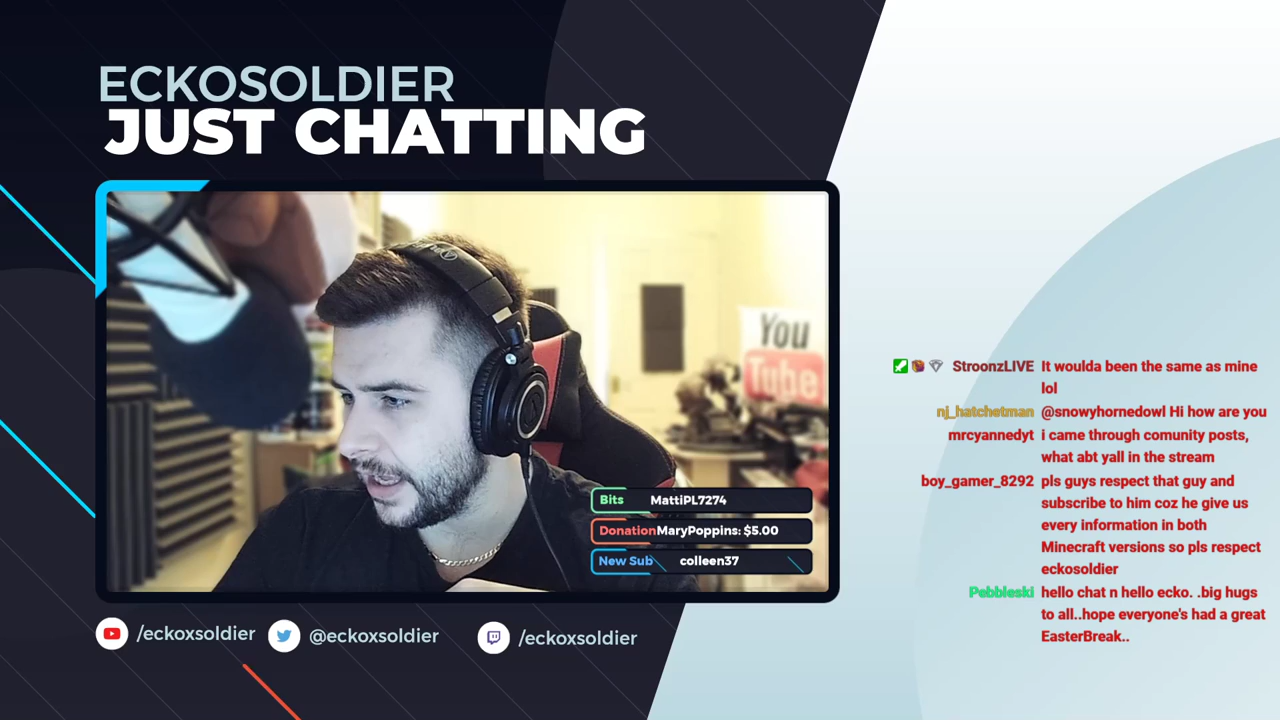 ECKOSOLDIER
JUST CHATTING
You
Tube
Bits MattiPL7274
Donation MaryPoppins: $5.00
New Sub colleen37
/eckoxsoldier @eckoxsoldier /eckoxsoldier
StroonzLIVE It woulda been the same as mine
lol
nj_hatchetman @snowyhornedowl Hi how are you
mrcyannedyt i came through comunity posts,
what abt yall in the stream
boy_gamer_8292 pls guys respect that guy and
subscribe to him coz he give us
every information in both
Minecraft versions so pls respect
eckosoldier
Pebbleski hello chat n hello ecko. .big hugs
to all..hope everyone's had a great
EasterBreak..